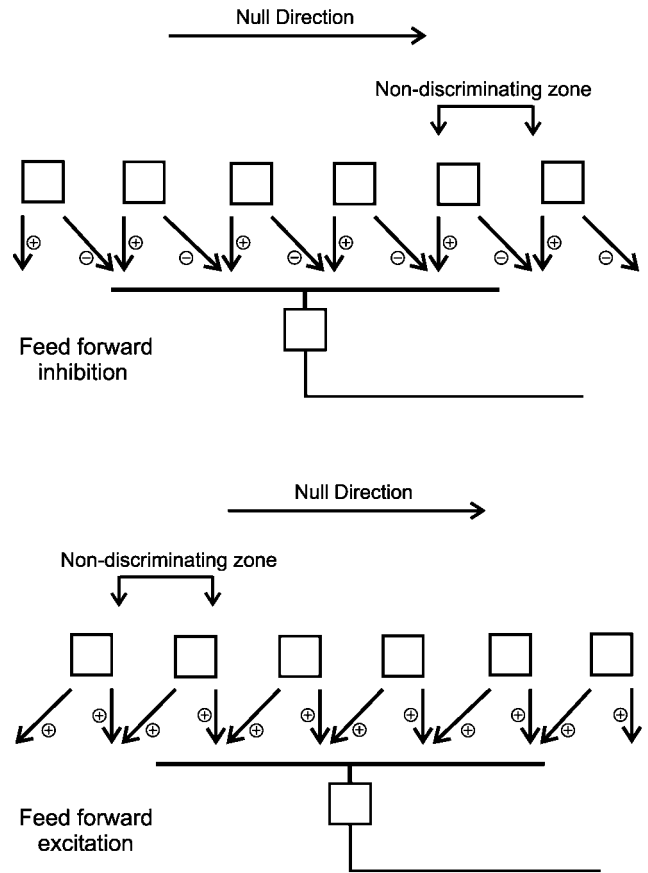 Null Direction
Non-discriminating zone
+ - + - + - + - + - + -
Feed forward
inhibition
Null Direction
Non-discriminating zone
+ + + + + + + + + + + +
Feed forward
excitation